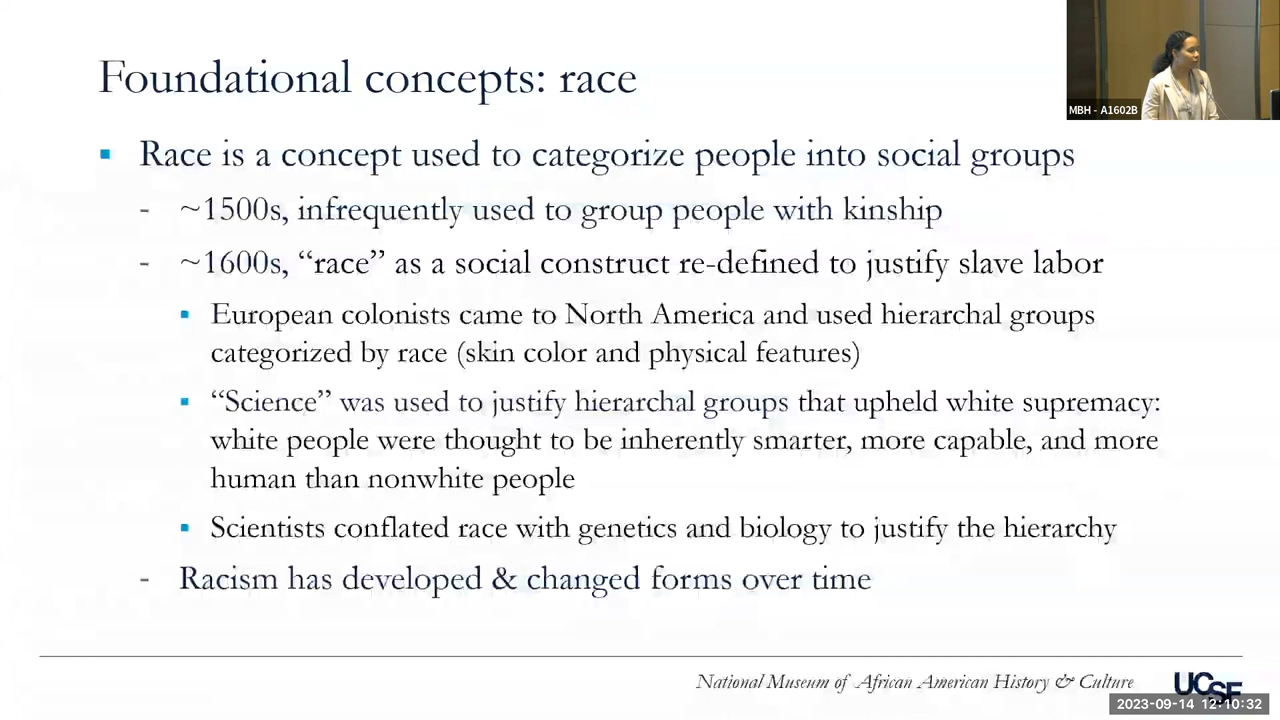 Foundational concepts: race
MBH - A1602B
▪ Race is a concept used to categorize people into social groups
- ~1500s, infrequently used to group people with kinship
- ~1600s, “race” as a social construct re-defined to justify slave labor
▪ European colonists came to North America and used hierarchal groups
categorized by race (skin color and physical features)
▪ “Science” was used to justify hierarchal groups that upheld white supremacy:
white people were thought to be inherently smarter, more capable, and more
human than nonwhite people
▪ Scientists conflated race with genetics and biology to justify the hierarchy
- Racism has developed & changed forms over time
National Museum of African American History & Culture
UCSF
2023-09-14 12:10:32